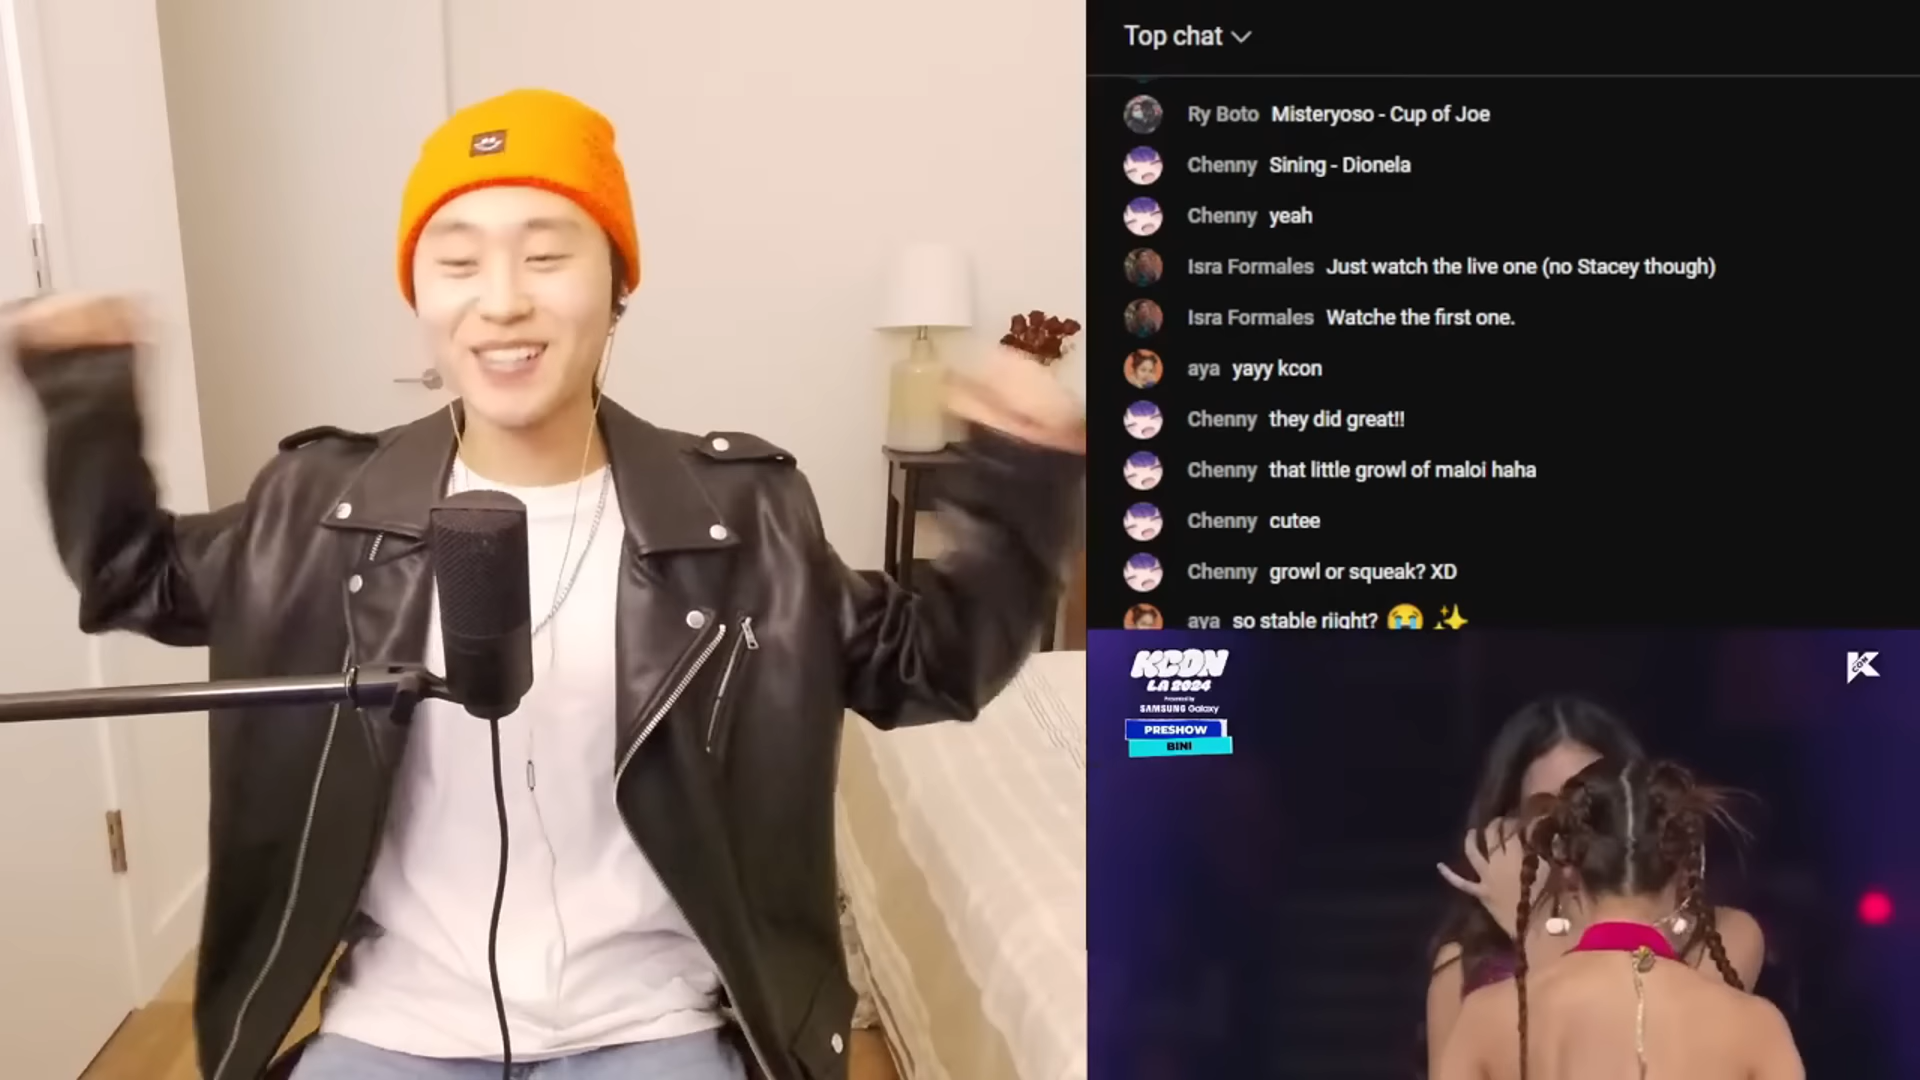 Top chat
Ry Boto Misteryoso - Cup of Joe
Chenny Sining - Dionela
Chenny yeah
Isra Formales Just watch the live one (no Stacey though)
Isra Formales Watche the first one.
aya yayy kcon
Chenny they did great!!
Chenny that little growl of maloi haha
Chenny cutee
Chenny growl or squeak? XD
aya so stable riight? 😭 ✨
KCON
LA 2024
Presented by
SAMSUNG Galaxy
PRESHOW
BINI
KCON